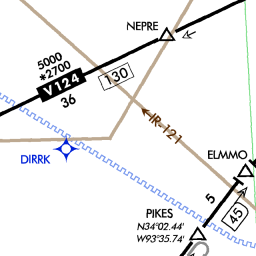 NEPRE
5000
*2700
V124
130
36
IR-121
DIRRK
ELMMO
5
45
PIKES
N34°02.44'
W93°35.74'